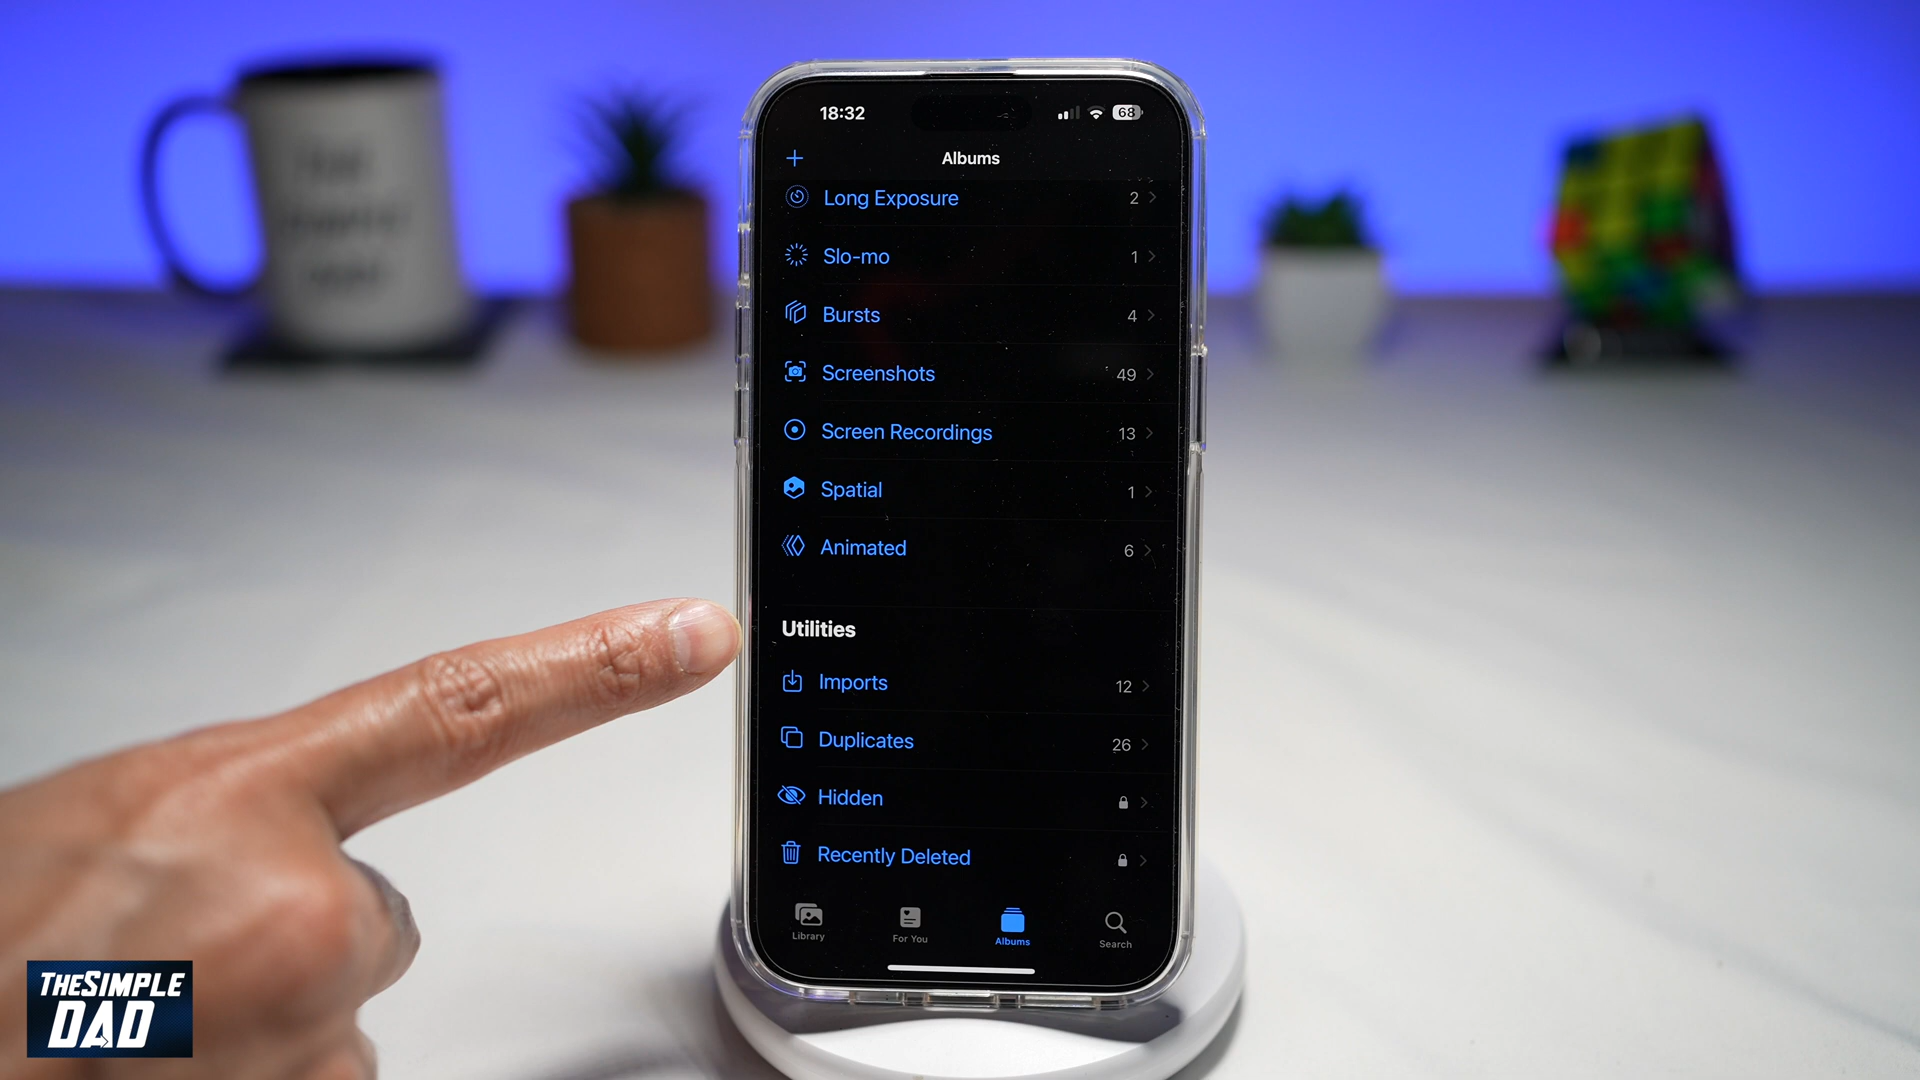 18:32
68
Albums
Long Exposure 2
Slo-mo 1
Bursts 4
Screenshots 49
Screen Recordings 13
Spatial 1
Animated 6
Utilities
Imports 12
Duplicates 26
Hidden
Recently Deleted
Library For You Albums Search
THESIMPLE
DAD